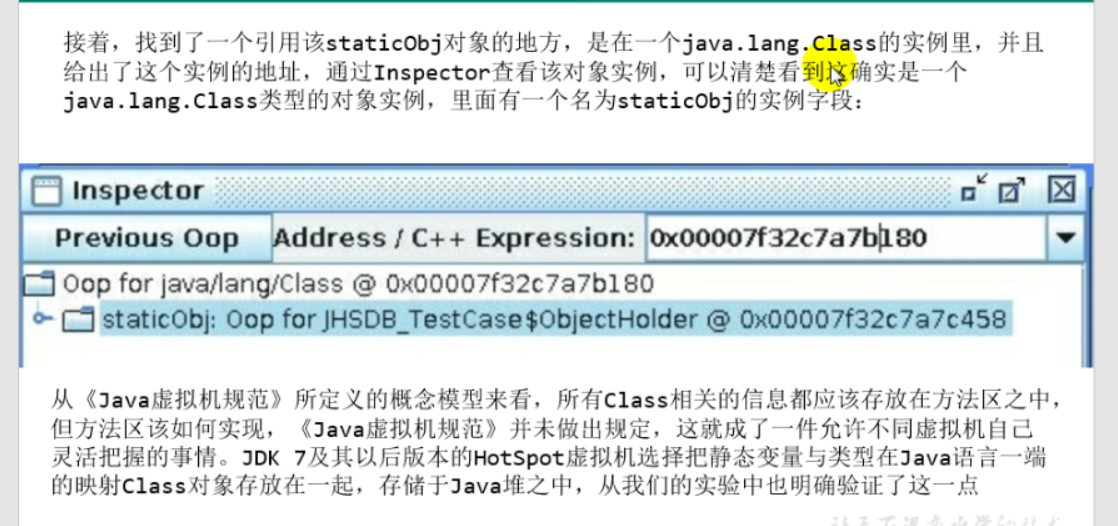 接着，找到了一个引用该staticObj对象的地方，是在一个java.lang.Class的实例里，并且
给出了这个实例的地址，通过Inspector查看该对象实例，可以清楚看到这确实是一个
java.lang.Class类型的对象实例，里面有一个名为staticObj的实例字段：
Inspector
Previous Oop Address / C++ Expression: 0x00007f32c7a7b180
Oop for java/lang/Class @ 0x00007f32c7a7b180
staticObj: Oop for JHSDB_TestCase$ObjectHolder @ 0x00007f32c7a7c458
从《Java虚拟机规范》所定义的概念模型来看，所有Class相关的信息都应该存放在方法区之中，
但方法区该如何实现，《Java虚拟机规范》并未做出规定，这就成了一件允许不同虚拟机自己
灵活把握的事情。JDK 7及其以后版本的HotSpot虚拟机选择把静态变量与类型在Java语言一端
的映射Class对象存放在一起，存储于Java堆之中，从我们的实验中也明确验证了这一点